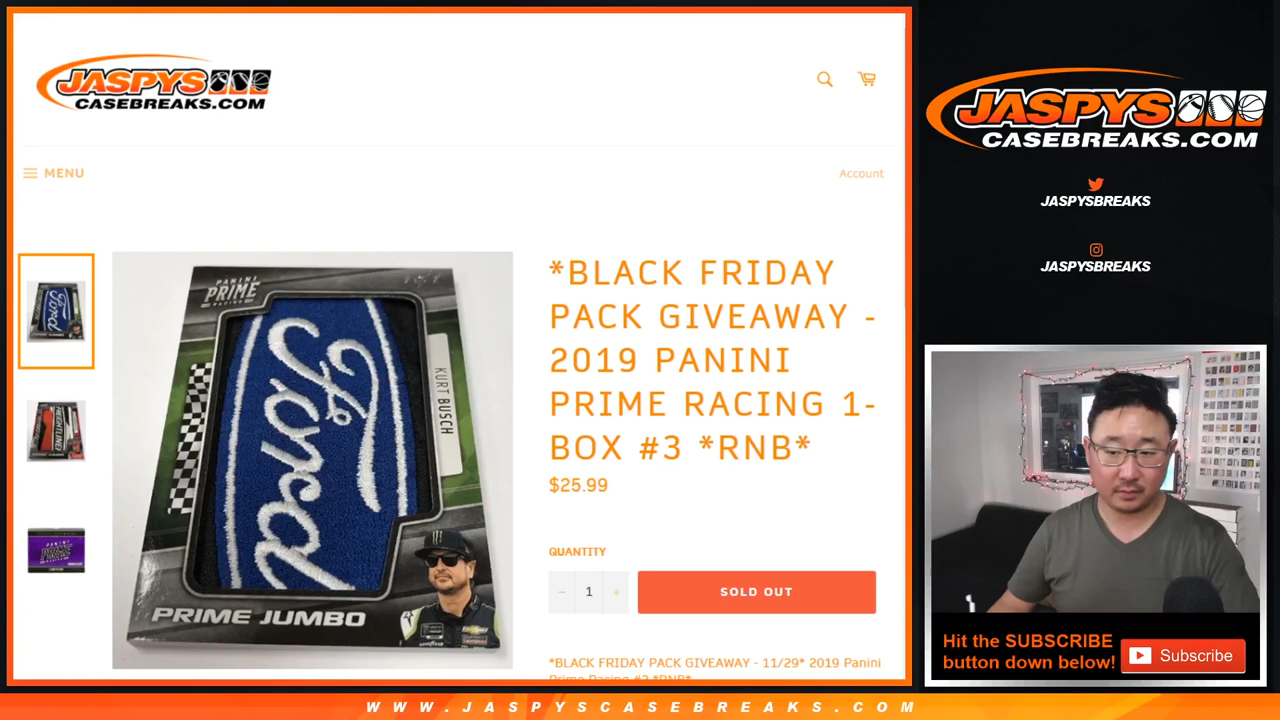 JASPYS
CASEBREAKS.COM
MENU
Account
PANINI
PRIME
RACING
Ford
KURT BUSCH
PRIME JUMBO
*BLACK FRIDAY
PACK GIVEAWAY -
2019 PANINI
PRIME RACING 1-
BOX #3 *RNB*
$25.99
QUANTITY
− 1 +
SOLD OUT
*BLACK FRIDAY PACK GIVEAWAY - 11/29* 2019 Panini
JASPYS
CASEBREAKS.COM
JASPYSBREAKS
JASPYSBREAKS
Hit the SUBSCRIBE
button down below!
Subscribe
WWW.JASPYSCASEBREAKS.COM